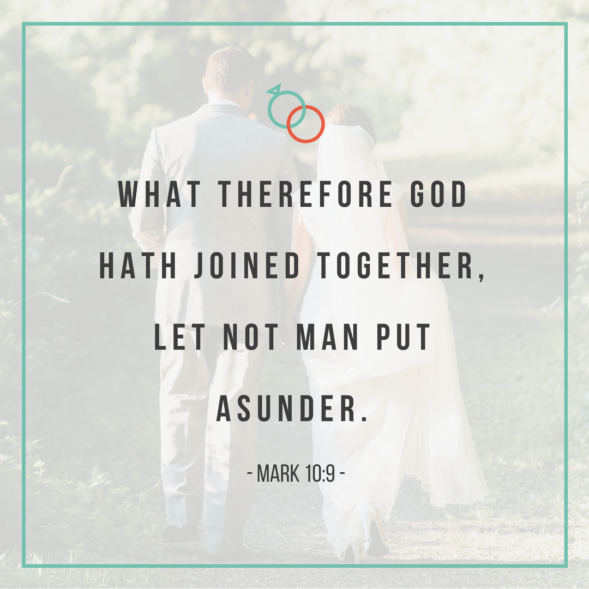 WHAT THEREFORE GOD
HATH JOINED TOGETHER,
LET NOT MAN PUT
ASUNDER.
- MARK 10:9 -